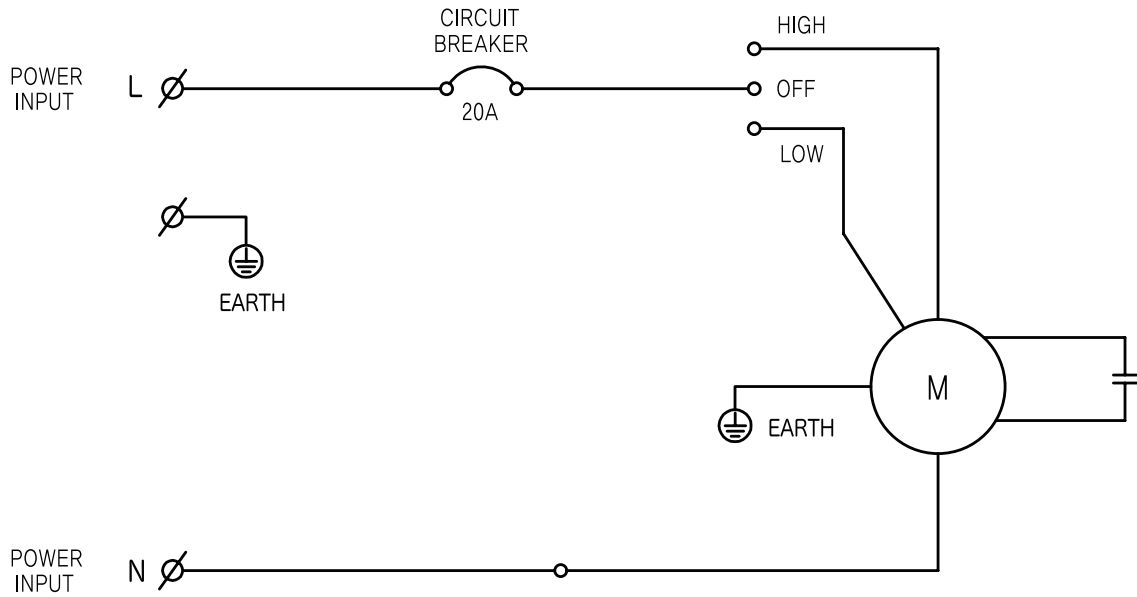 CIRCUIT
BREAKER
HIGH
POWER
INPUT
L
OFF
20A
LOW
EARTH
M
EARTH
POWER
INPUT
N